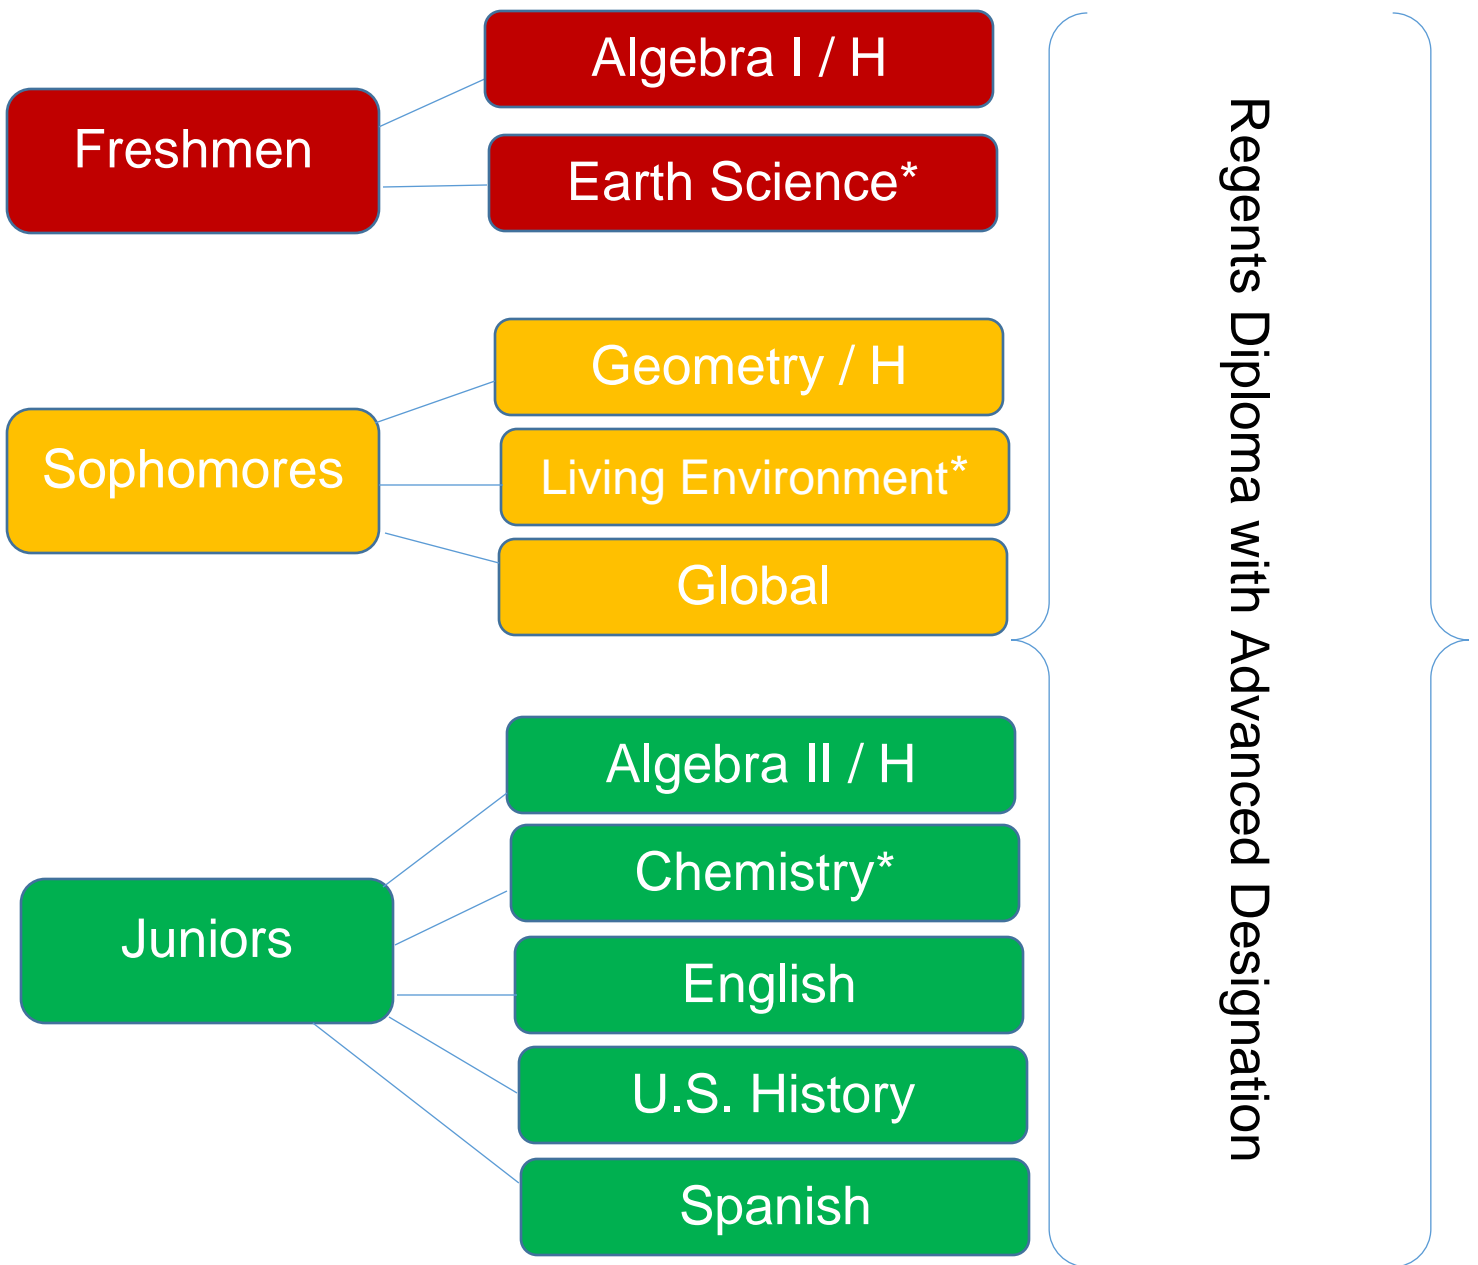 Freshmen
Algebra I / H
Earth Science*
Sophomores
Geometry / H
Living Environment*
Global
Juniors
Algebra II / H
Chemistry*
English
U.S. History
Spanish
Regents Diploma with Advanced Designation